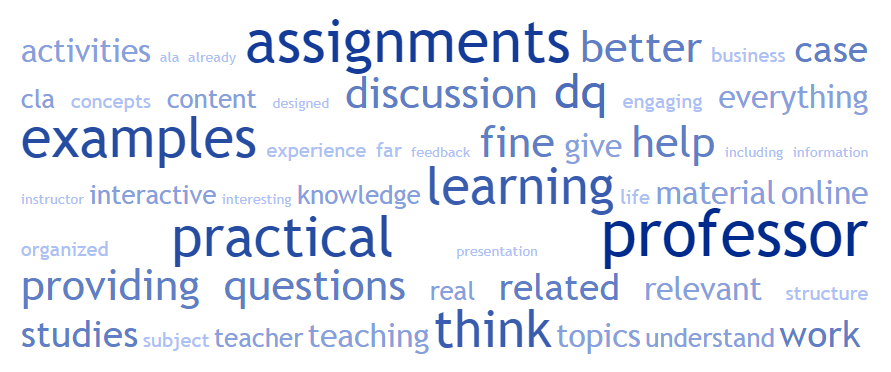 activities ala already assignments better business case
cla concepts content designed discussion dq engaging everything
examples experience far feedback fine give help including information
instructor interactive interesting knowledge learning life material online
organized practical presentation professor
providing questions real related relevant structure
studies subject teacher teaching think topics understand work